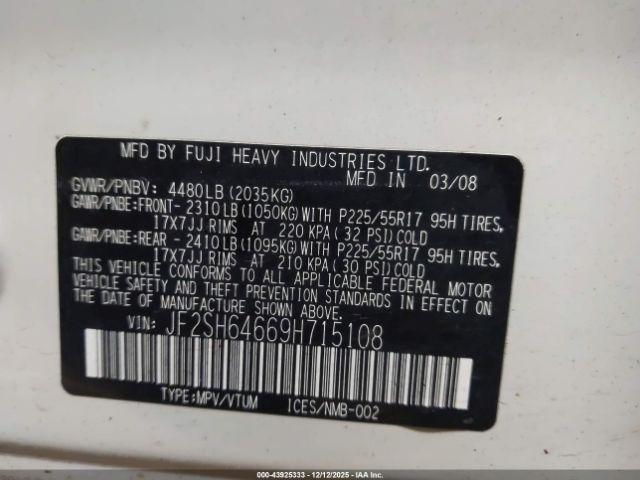 MFD BY FUJI HEAVY INDUSTRIES LTD.
MFD IN 03/08
GVWR/PNBV: 4480LB(2035KG)
GAWR/PNBE:FRONT- 2310LB(1050KG)WITH P225/55R17 95H TIRES,
17X7JJ RIMS AT 220 KPA (32 PSI)COLD
GAWR/PNBE:REAR - 2410LB(1095KG)WITH P225/55R17 95H TIRES,
17X7JJ RIMS AT 210 KPA (30 PSI)COLD
THIS VEHICLE CONFORMS TO ALL APPLICABLE FEDERAL MOTOR
VEHICLE SAFETY AND THEFT PREVENTION STANDARDS IN EFFECT
ON THE DATE OF MANUFACTURE SHOWN ABOVE.
VIN: JF2SH64669H715108
TYPE:MPV/VTUM ICES/NMB-002
000-43925333 - 12/12/2025 - © IAA Holdings, LLC